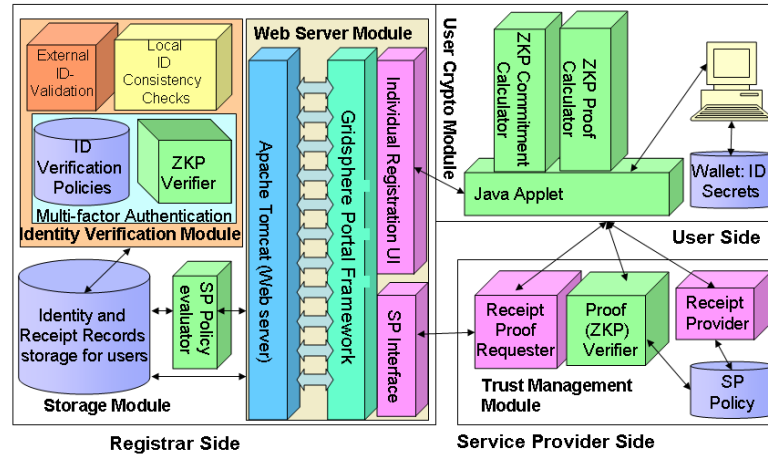 External
ID-
Validation
Local
ID
Consistency
Checks
ID
Verification
Policies
ZKP
Verifier
Multi-factor Authentication
Identity Verification Module
Identity and
Receipt Records
storage for users
Storage Module
SP Policy
evaluator
Registrar Side
Web Server Module
Apache Tomcat (Web server)
Gridsphere Portal Framework
Individual Registration UI
SP Interface
User Crypto Module
ZKP Commitment
Calculator
ZKP Proof
Calculator
Java Applet
Wallet: ID
Secrets
User Side
Receipt
Proof
Requester
Proof
(ZKP)
Verifier
Receipt
Provider
SP
Policy
Trust Management
Module
Service Provider Side